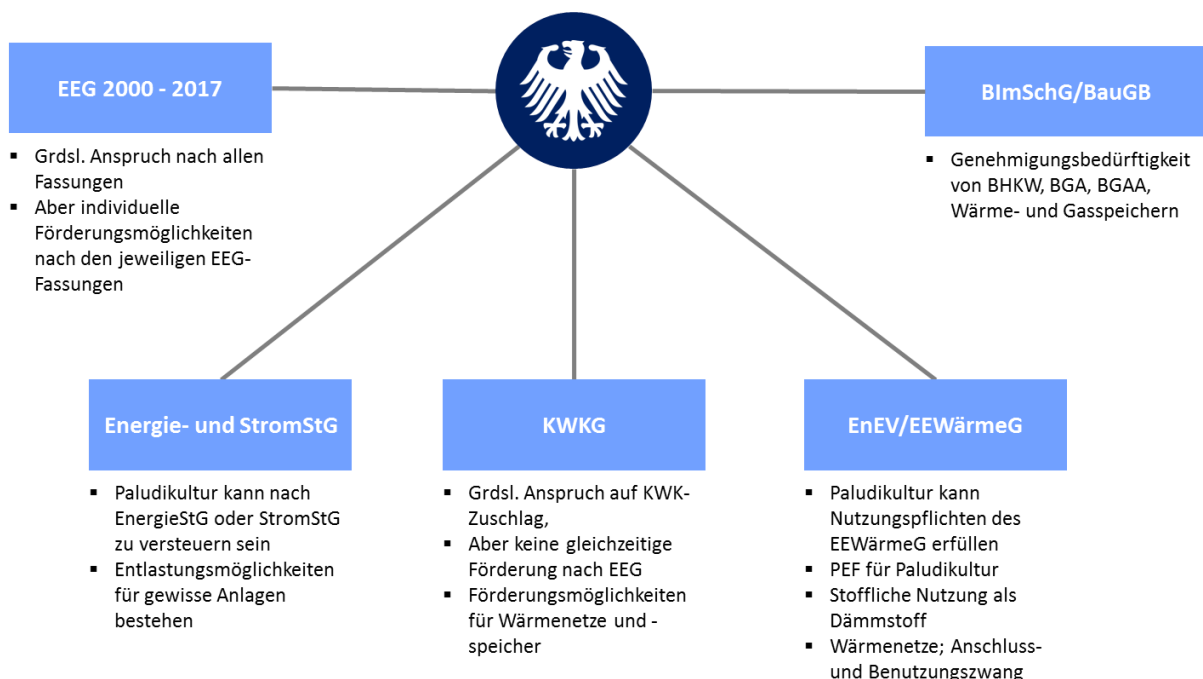 EEG 2000 - 2017
▪ Grdsl. Anspruch nach allen
Fassungen
▪ Aber individuelle
Förderungsmöglichkeiten
nach den jeweiligen EEG-
Fassungen
BImSchG/BauGB
▪ Genehmigungsbedürftigkeit
von BHKW, BGA, BGAA,
Wärme- und Gasspeichern
Energie- und StromStG
▪ Paludikultur kann nach
EnergieStG oder StromStG
zu versteuern sein
▪ Entlastungsmöglichkeiten
für gewisse Anlagen
bestehen
KWKG
▪ Grdsl. Anspruch auf KWK-
Zuschlag,
▪ Aber keine gleichzeitige
Förderung nach EEG
▪ Förderungsmöglichkeiten
für Wärmenetze und -
speicher
EnEV/EEWärmeG
▪ Paludikultur kann
Nutzungspflichten des
EEWärmeG erfüllen
▪ PEF für Paludikultur
▪ Stoffliche Nutzung als
Dämmstoff
▪ Wärmenetze; Anschluss-
und Benutzungszwang